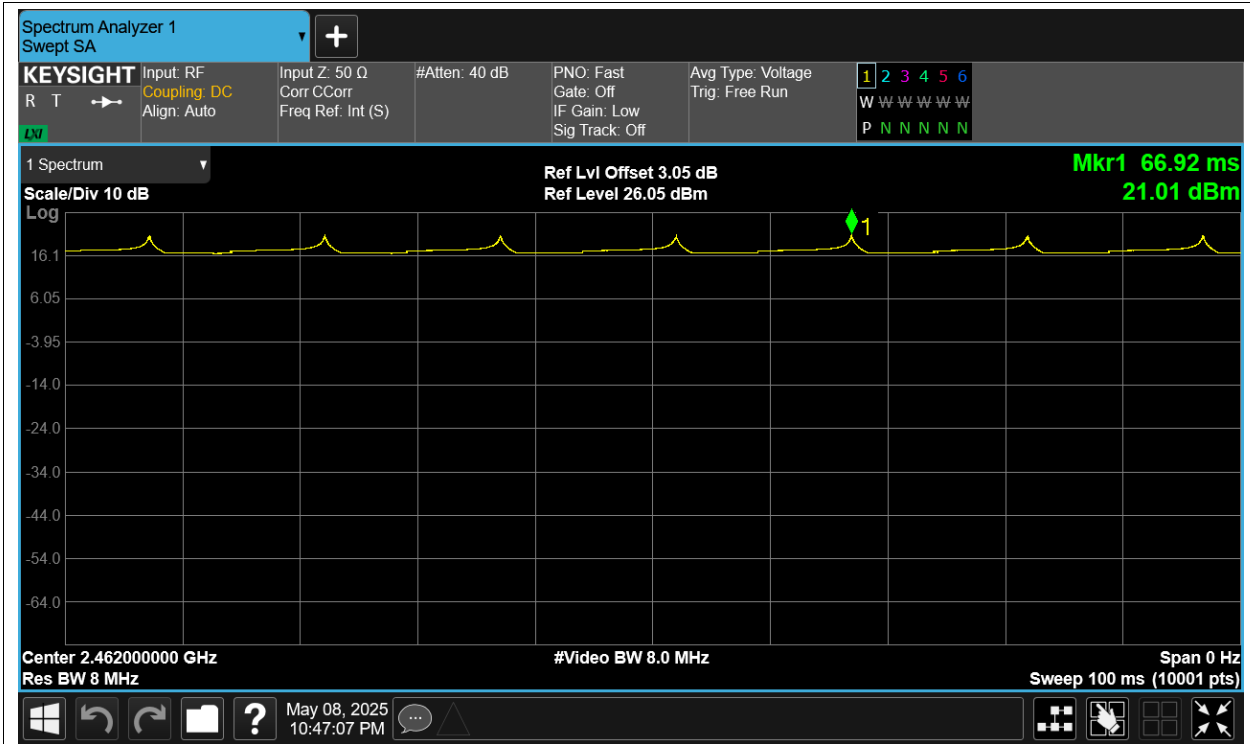 Spectrum Analyzer 1
Swept SA
KEYSIGHT
R T
LXI
Input: RF
Coupling: DC
Align: Auto
Input Z: 50 Ω
Corr CCorr
Freq Ref: Int (S)
#Atten: 40 dB
PNO: Fast
Gate: Off
IF Gain: Low
Sig Track: Off
Avg Type: Voltage
Trig: Free Run
1 2 3 4 5 6
W W W W W W
P N N N N N
1 Spectrum
Scale/Div 10 dB
Ref Lvl Offset 3.05 dB
Ref Level 26.05 dBm
Mkr1 66.92 ms
21.01 dBm
Log
1
16.1
6.05
-3.95
-14.0
-24.0
-34.0
-44.0
-54.0
-64.0
Center 2.462000000 GHz
#Video BW 8.0 MHz
Span 0 Hz
Res BW 8 MHz
Sweep 100 ms (10001 pts)
?
May 08, 2025
10:47:07 PM